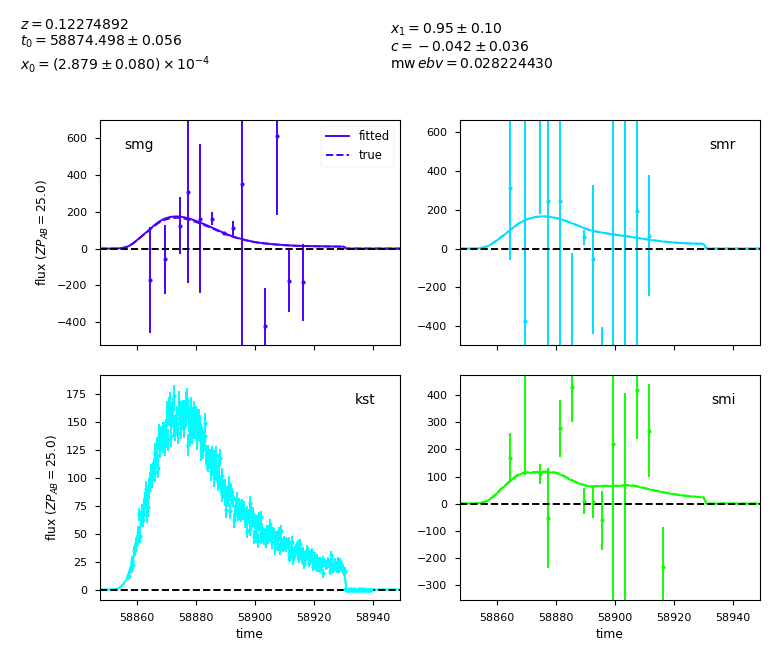 z = 0.12274892
t₀ = 58874.498 ± 0.056
x₀ = (2.879 ± 0.080) × 10⁻⁴
x₁ = 0.95 ± 0.10
c = −0.042 ± 0.036
mw ebv = 0.028224430
smg
fitted
true
600
400
200
0
−200
−400
flux (ZP_AB = 25.0)
smr
600
400
200
0
−200
−400
kst
175
150
125
100
75
50
25
0
flux (ZP_AB = 25.0)
58860 58880 58900 58920 58940
time
smi
400
300
200
100
0
−100
−200
−300
58860 58880 58900 58920 58940
time